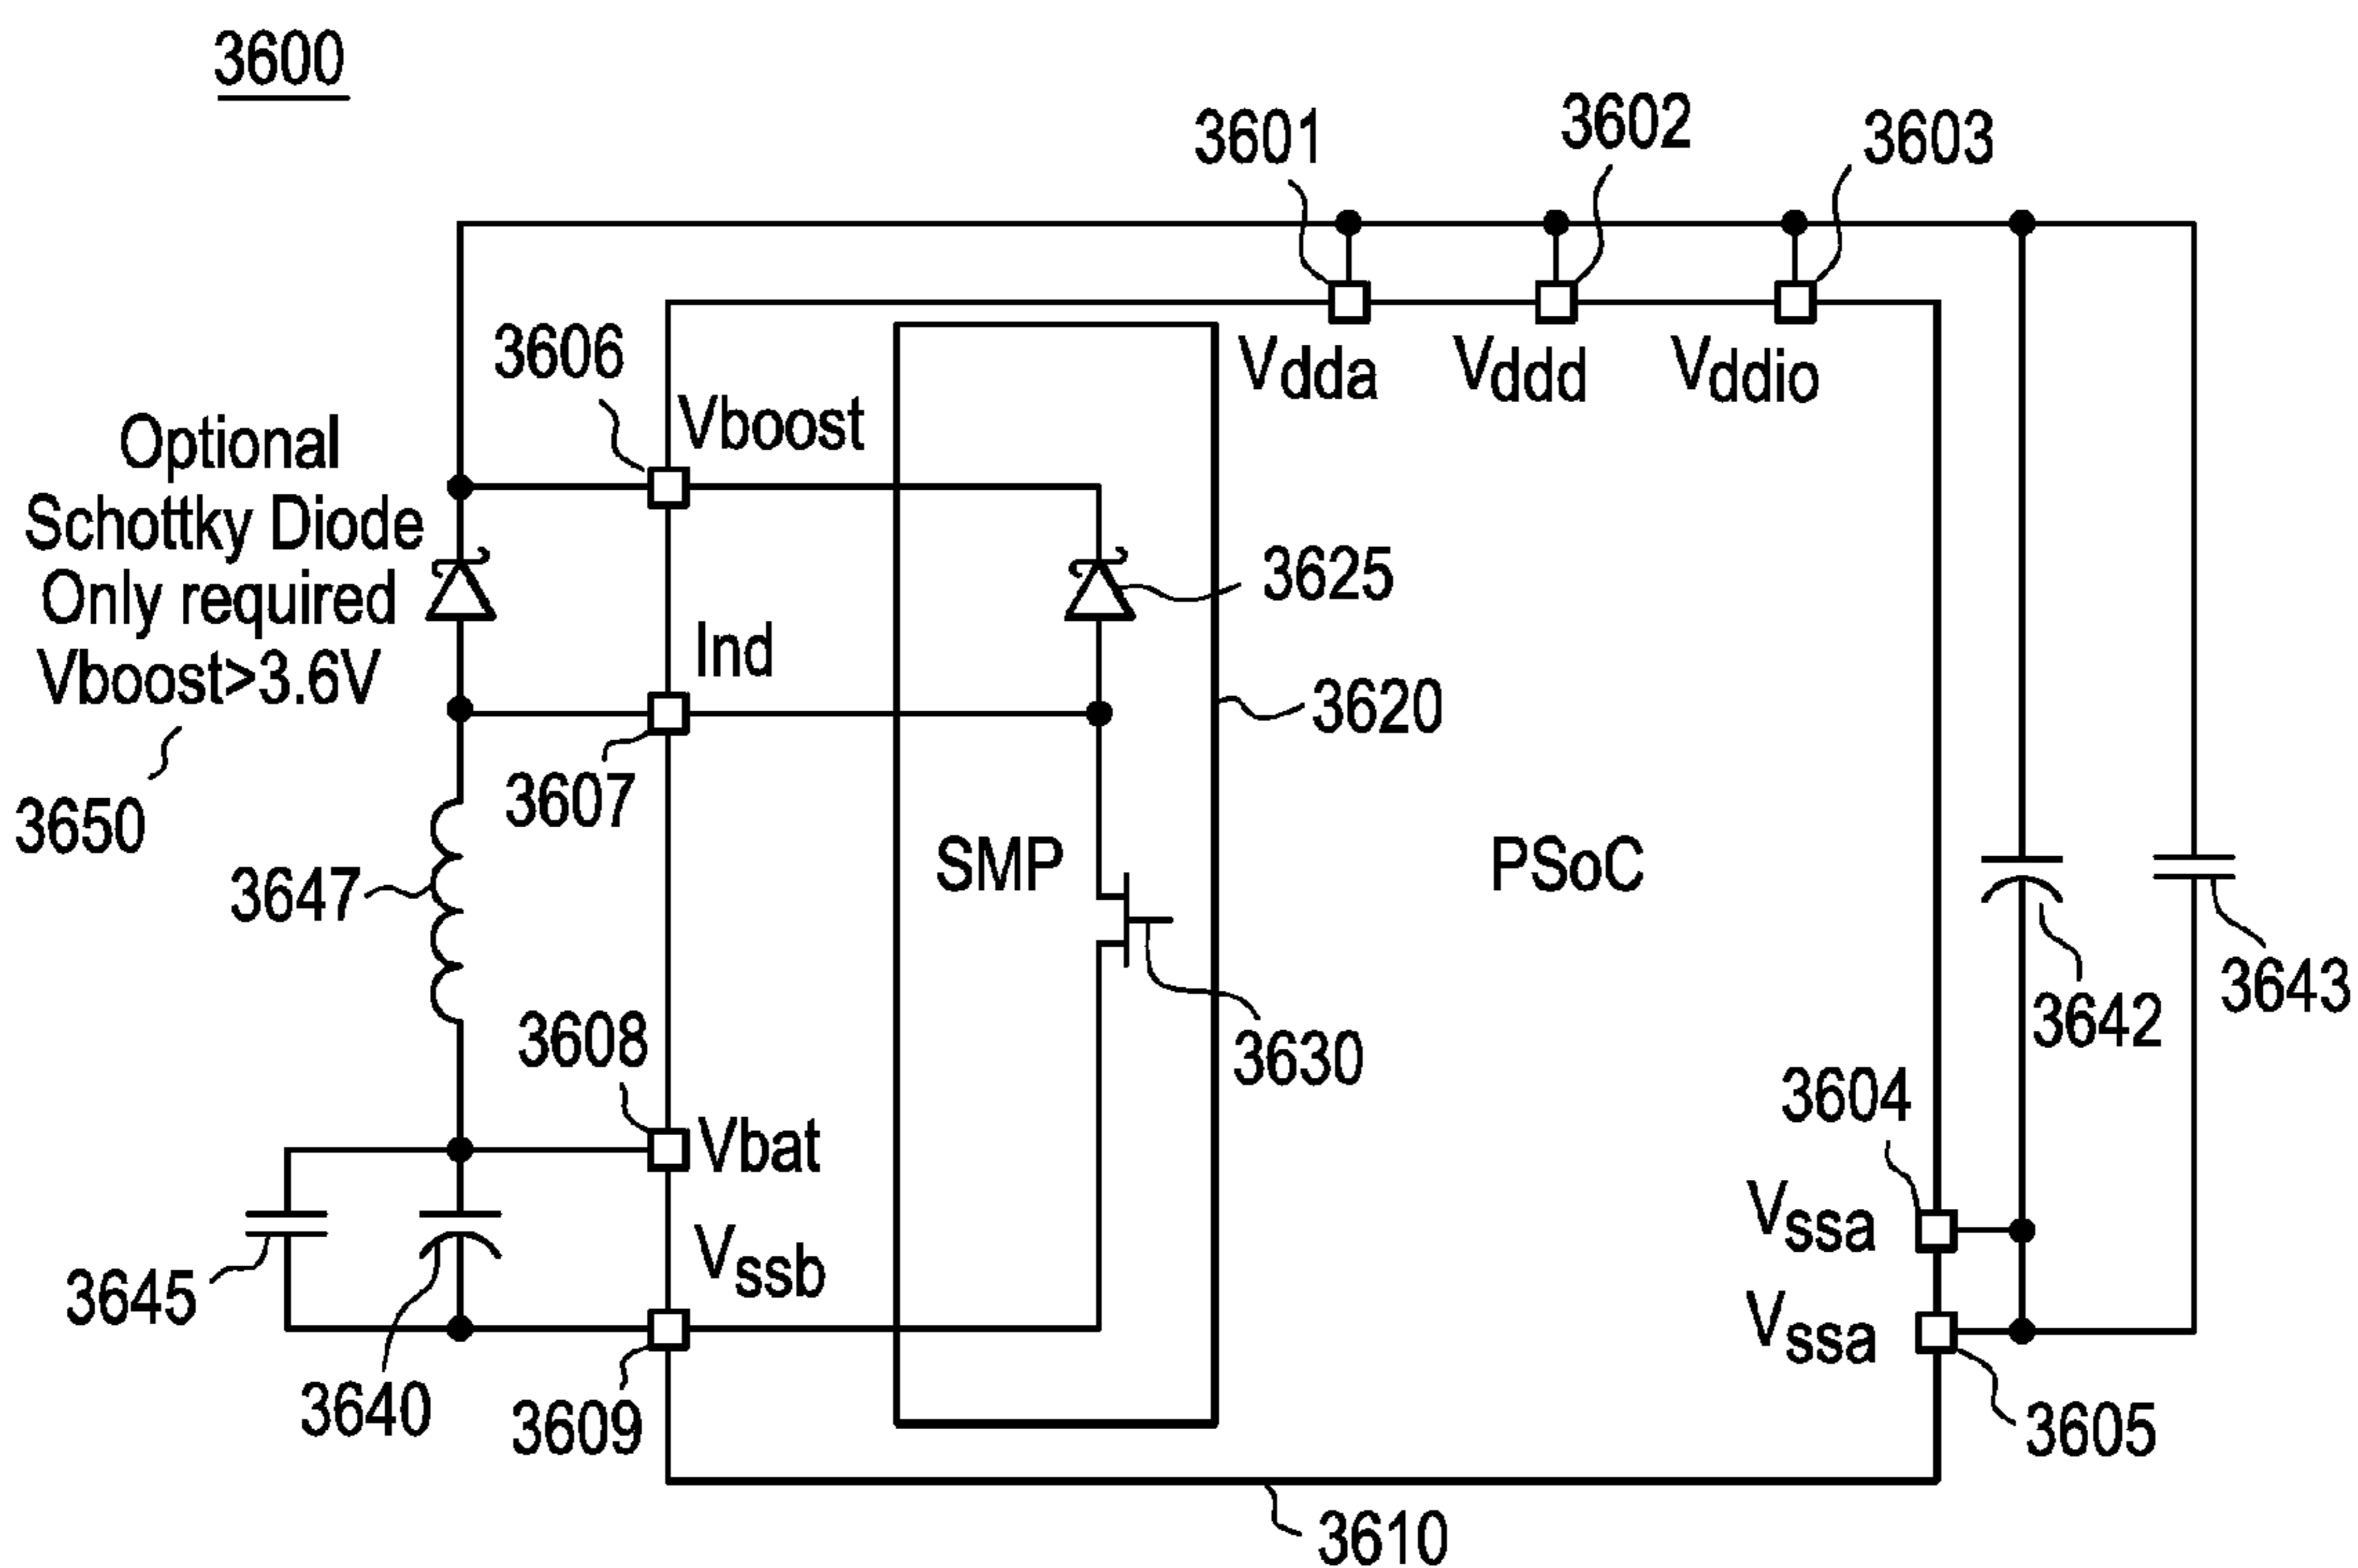 3600
3601
3602
3603
3606
Vdda
Vddd
Vddio
Vboost
Optional
Schottky Diode
Only required
Vboost>3.6V
3625
Ind
3620
3607
3650
3647
SMP
PSoC
3643
3642
3608
3630
3604
Vbat
Vssa
Vssb
3645
Vssa
3640
3609
3605
3610